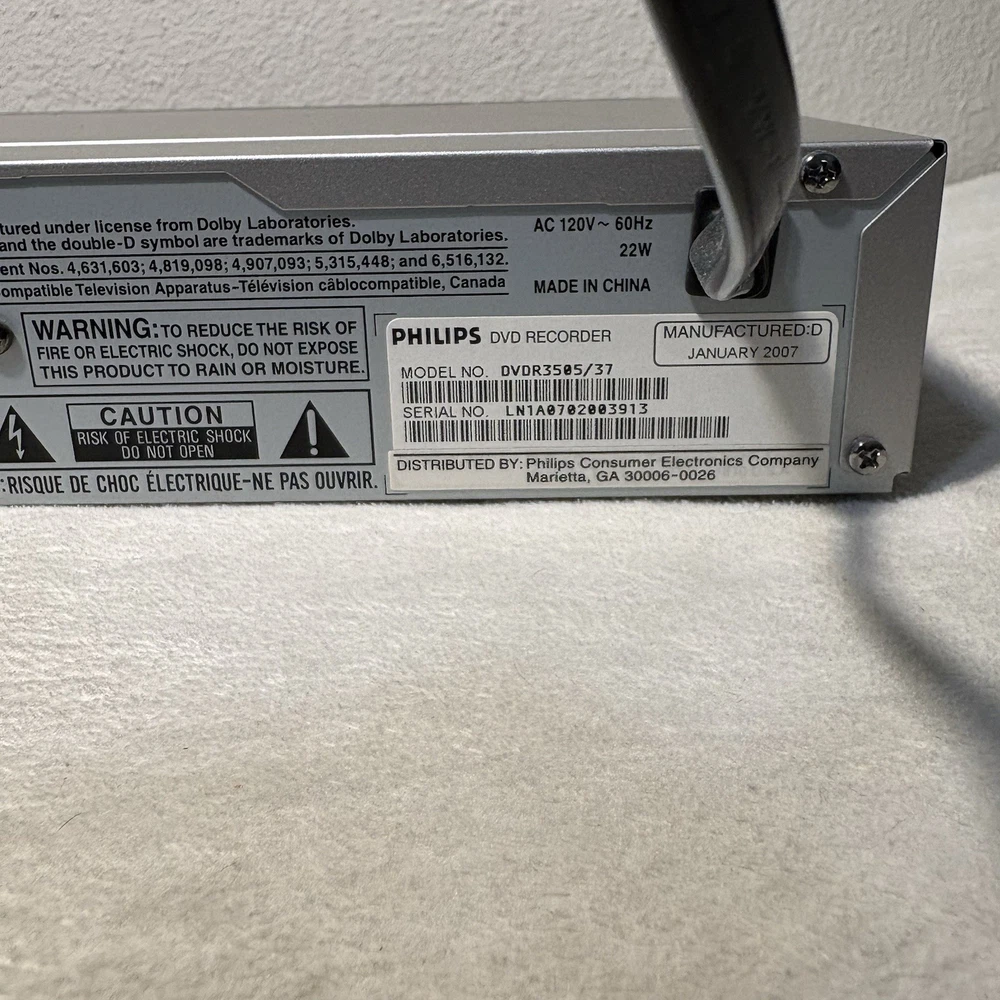 tured under license from Dolby Laboratories.
and the double-D symbol are trademarks of Dolby Laboratories.
ent Nos. 4,631,603; 4,819,098; 4,907,093; 5,315,448; and 6,516,132.
ompatible Television Apparatus-Télévision câblocompatible, Canada
AC 120V~ 60Hz
22W
MADE IN CHINA
WARNING: TO REDUCE THE RISK OF
FIRE OR ELECTRIC SHOCK, DO NOT EXPOSE
THIS PRODUCT TO RAIN OR MOISTURE.
CAUTION
RISK OF ELECTRIC SHOCK
DO NOT OPEN
:RISQUE DE CHOC ÉLECTRIQUE-NE PAS OUVRIR.
PHILIPS DVD RECORDER
MANUFACTURED:D
JANUARY 2007
MODEL NO. DVDR3505/37
SERIAL NO. LN1A0702003913
DISTRIBUTED BY: Philips Consumer Electronics Company
Marietta, GA 30006-0026